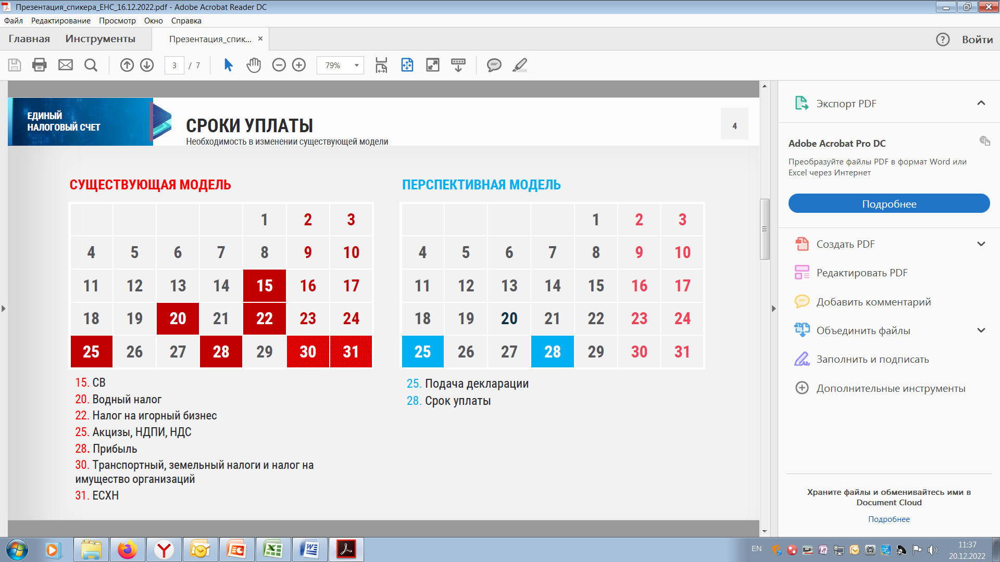 Презентация_спикера_ЕНС_16.12.2022.pdf - Adobe Acrobat Reader DC
Файл Редактирование Просмотр Окно Справка
Главная Инструменты Презентация_спик... × ? Войти
3 / 7 79%
ЕДИНЫЙ
НАЛОГОВЫЙ СЧЕТ
СРОКИ УПЛАТЫ
Необходимость в изменении существующей модели
4
СУЩЕСТВУЮЩАЯ МОДЕЛЬ
1 2 3
4 5 6 7 8 9 10
11 12 13 14 15 16 17
18 19 20 21 22 23 24
25 26 27 28 29 30 31
15. СВ
20. Водный налог
22. Налог на игорный бизнес
25. Акцизы, НДПИ, НДС
28. Прибыль
30. Транспортный, земельный налоги и налог на
имущество организаций
31. ЕСХН
ПЕРСПЕКТИВНАЯ МОДЕЛЬ
1 2 3
4 5 6 7 8 9 10
11 12 13 14 15 16 17
18 19 20 21 22 23 24
25 26 27 28 29 30 31
25. Подача декларации
28. Срок уплаты
Экспорт PDF
Adobe Acrobat Pro DC
Преобразуйте файлы PDF в формат Word или
Excel через Интернет
Подробнее
Создать PDF
Редактировать PDF
Добавить комментарий
Объединить файлы
Заполнить и подписать
Дополнительные инструменты
Храните файлы и обменивайтесь ими в
Document Cloud
Подробнее
EN
11:37
20.12.2022